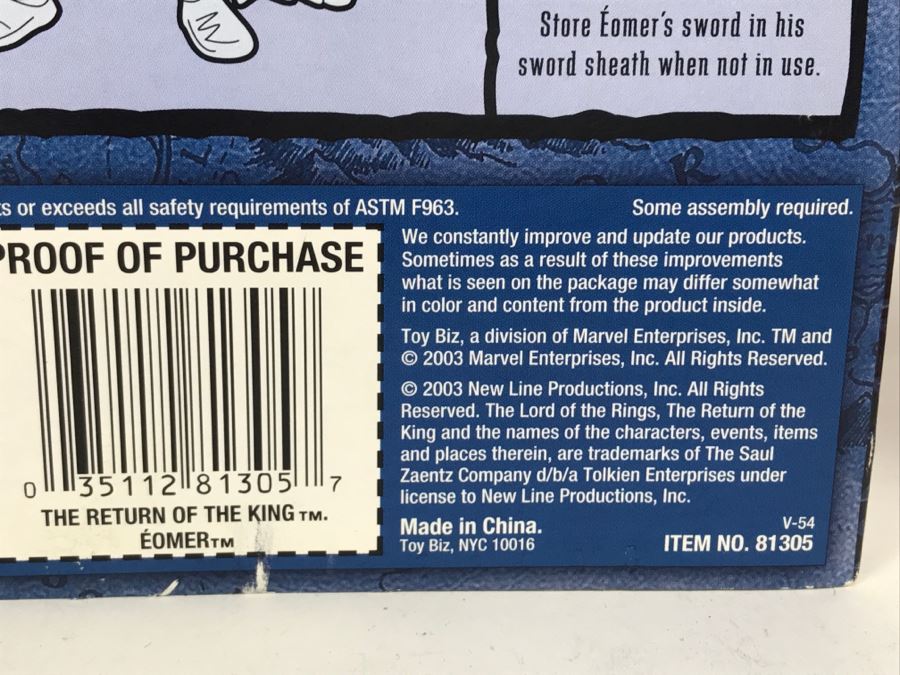 Store Éomer's sword in his
sword sheath when not in use.
or exceeds all safety requirements of ASTM F963.
Some assembly required.
PROOF OF PURCHASE
0 35112 81305 7
THE RETURN OF THE KING TM.
ÉOMER TM
We constantly improve and update our products.
Sometimes as a result of these improvements
what is seen on the package may differ somewhat
in color and content from the product inside.
Toy Biz, a division of Marvel Enterprises, Inc. TM and
© 2003 Marvel Enterprises, Inc. All Rights Reserved.
© 2003 New Line Productions, Inc. All Rights
Reserved. The Lord of the Rings, The Return of the
King and the names of the characters, events, items
and places therein, are trademarks of The Saul
Zaentz Company d/b/a Tolkien Enterprises under
license to New Line Productions, Inc.
Made in China.
Toy Biz, NYC 10016
V-54
ITEM NO. 81305